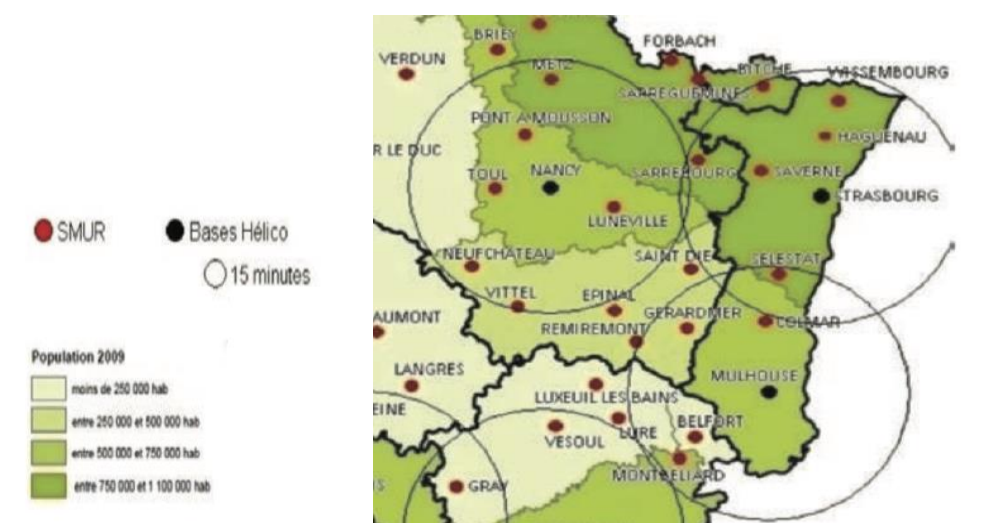 SMUR
Bases Hélico
15 minutes
Population 2009
moins de 250 000 hab
entre 250 000 et 500 000 hab
entre 500 000 et 750 000 hab
entre 750 000 et 1 100 000 hab
BRIEY
FORBACH
VERDUN
METZ
BITCHE
WISSEMBOURG
SARREGUEMINES
PONT A MOUSSON
HAGUENAU
R LE DUC
TOUL
NANCY
SARREBOURG
SAVERNE
STRASBOURG
LUNEVILLE
NEUFCHATEAU
SAINT DIE
SELESTAT
VITTEL
EPINAL
GERARDMER
AUMONT
REMIREMONT
COLMAR
LANGRES
MULHOUSE
LUXEUIL LES BAINS
EINE
BELFORT
VESOUL
LURE
MONTBELIARD
IS
GRAY